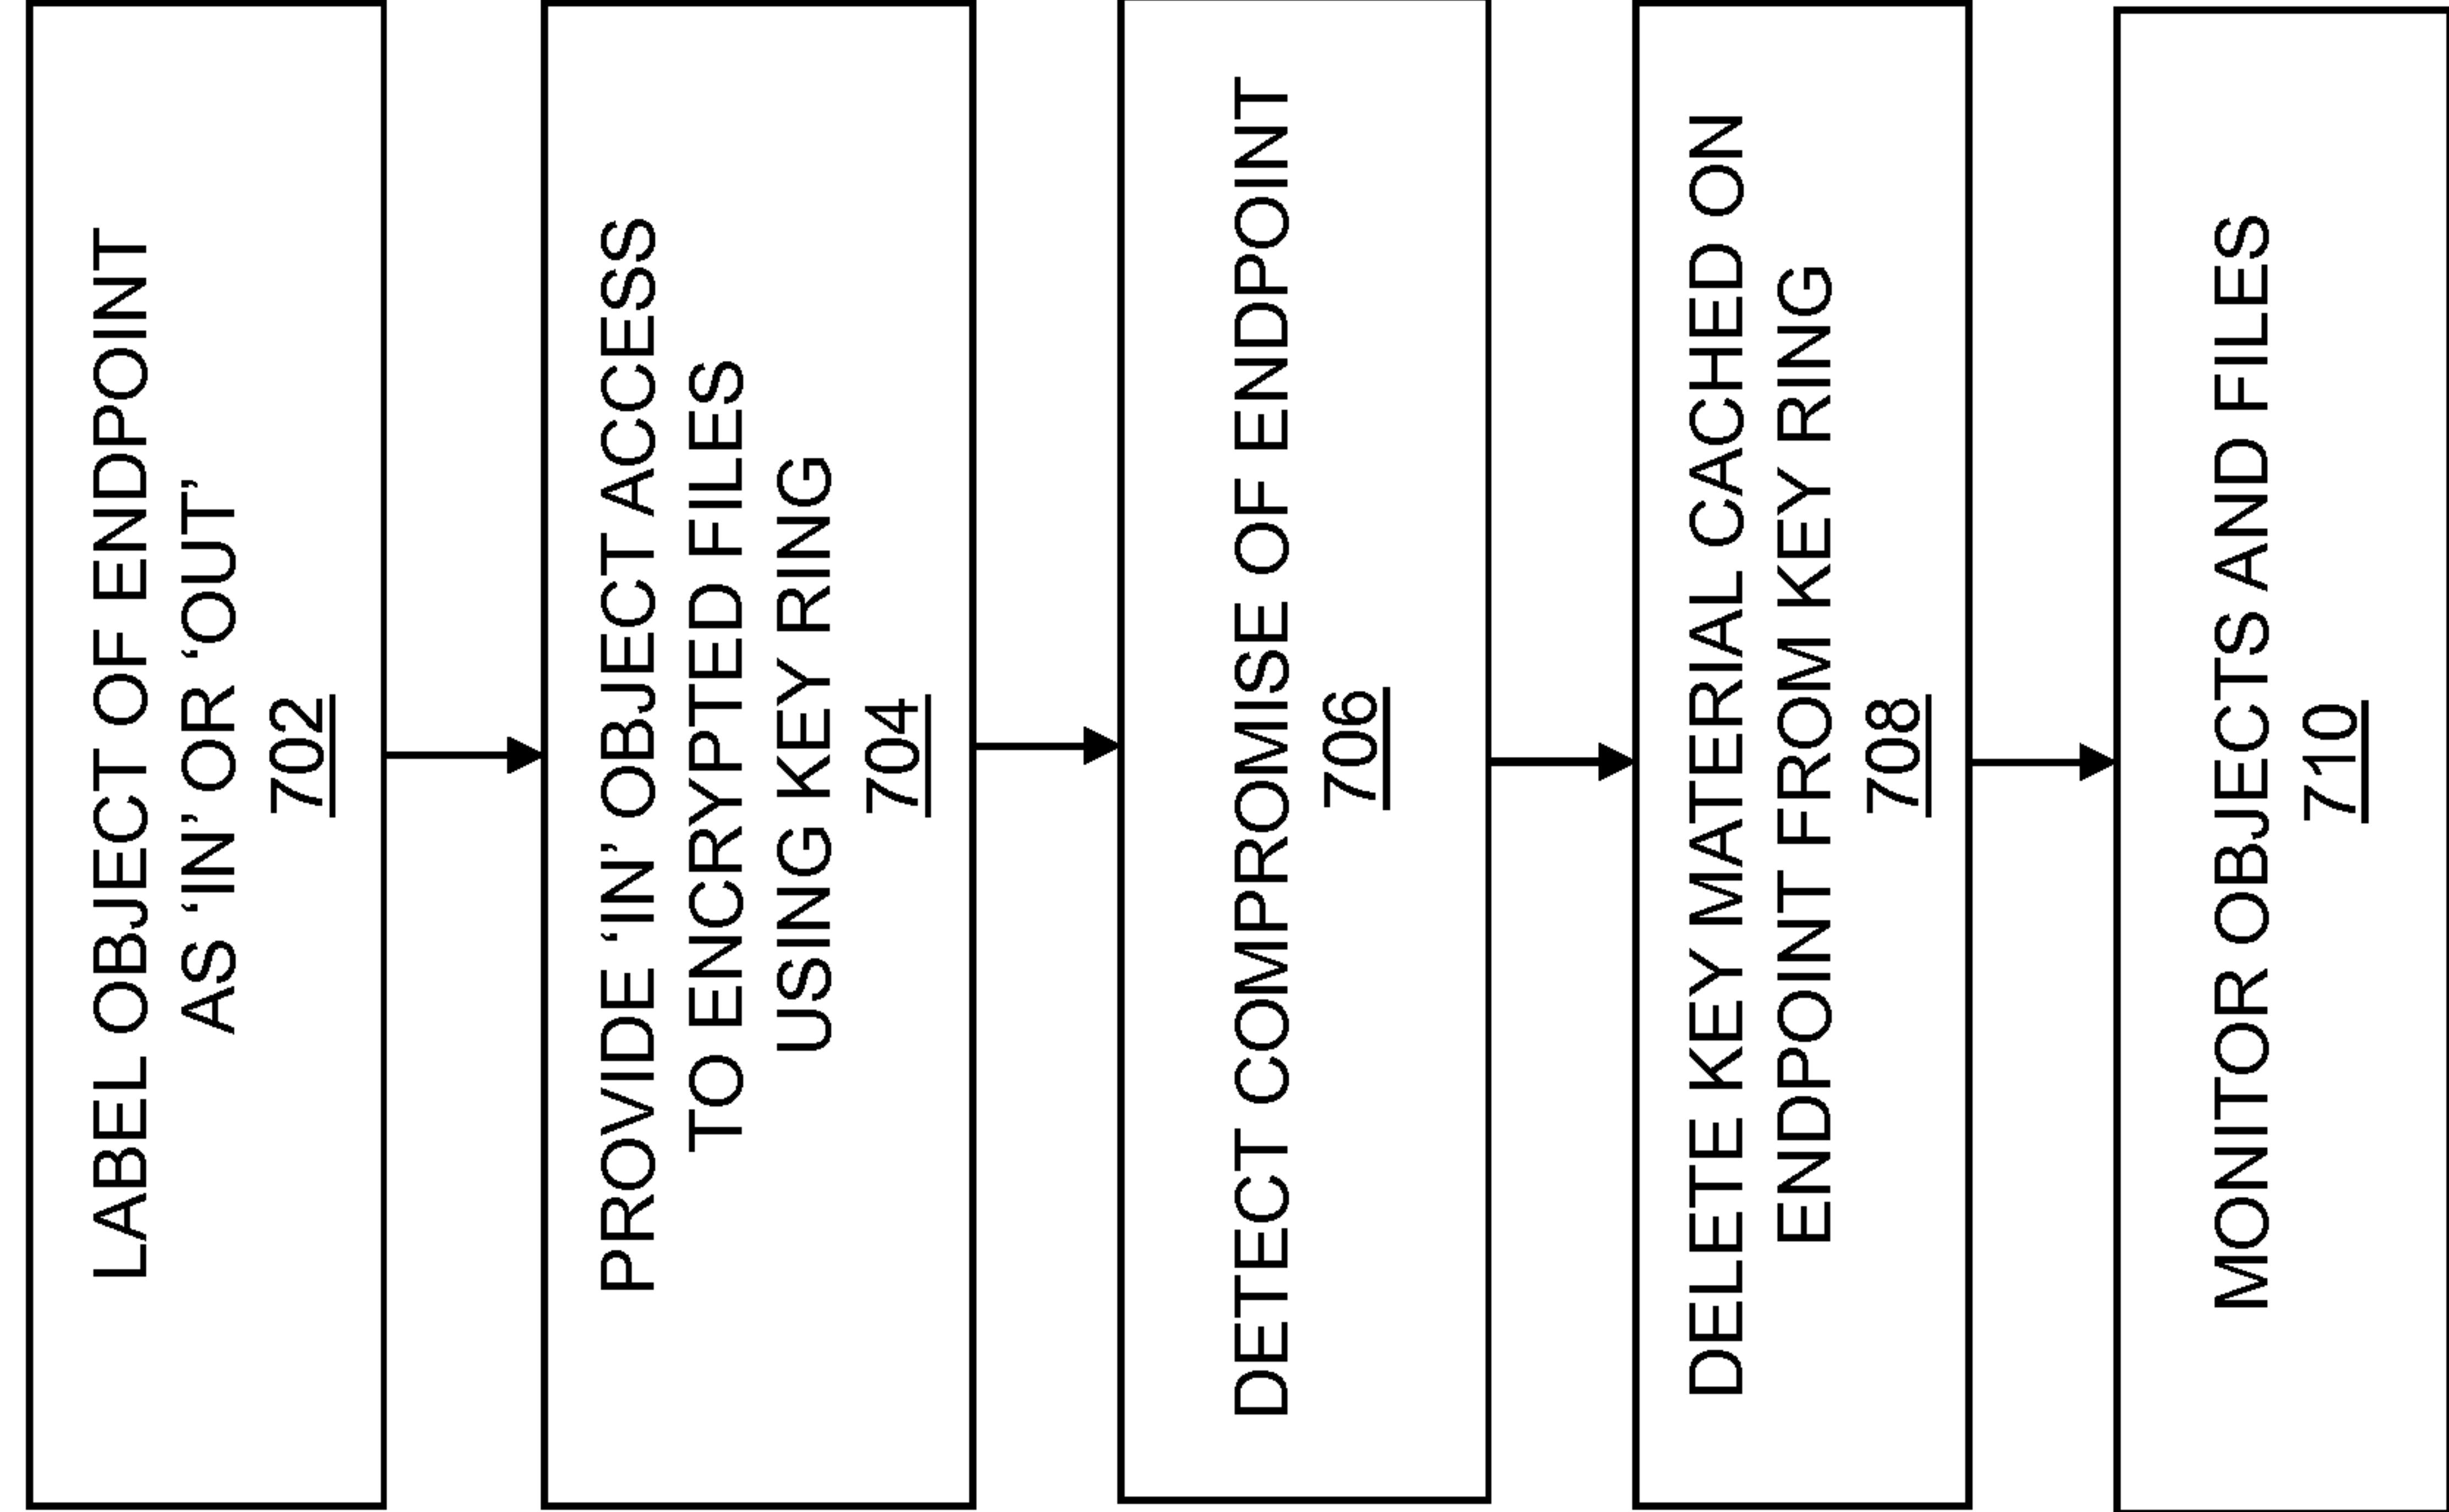 LABEL OBJECT OF ENDPOINT
AS ‘IN’ OR ‘OUT’
702
PROVIDE ‘IN’ OBJECT ACCESS
TO ENCRYPTED FILES
USING KEY RING
704
DETECT COMPROMISE OF ENDPOINT
706
DELETE KEY MATERIAL CACHED ON
ENDPOINT FROM KEY RING
708
MONITOR OBJECTS AND FILES
710